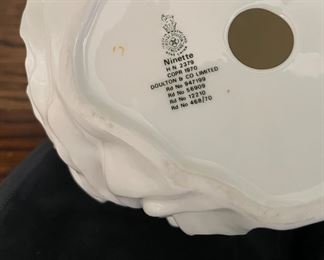 Ninette
H N 2379
COPR 1970
DOULTON & CO LIMITED
Rd No 947199
Rd No 56909
Rd No 12210
Rd No 468/70